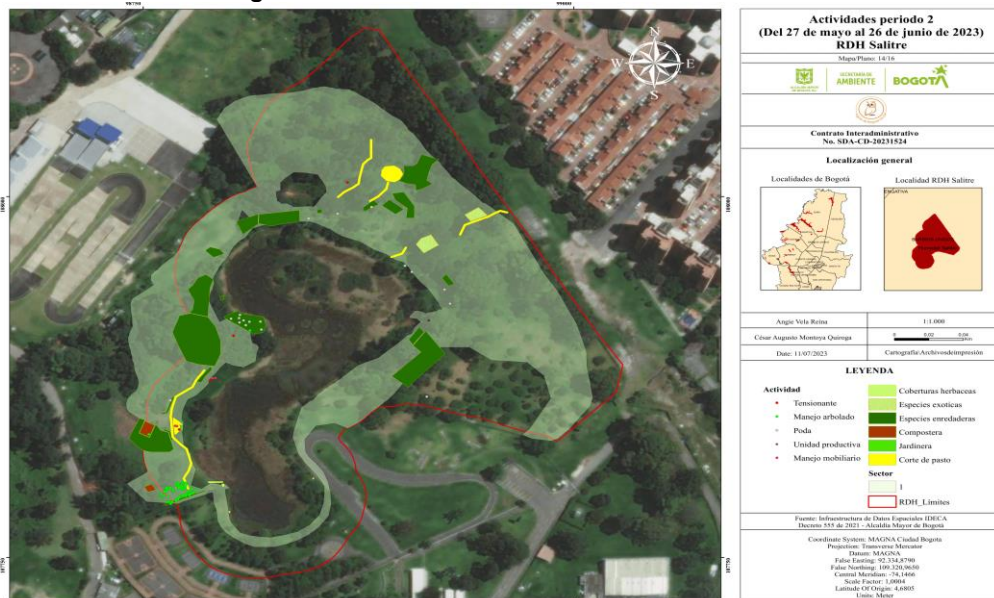 Actividades periodo 2
(Del 27 de mayo al 26 de junio de 2023)
RDH Salitre
Mapa/Plano: 14/16
SECRETARÍA DE
AMBIENTE
BOGOTÁ
Contrato Interadministrativo
No. SDA-CD-20231524
Localización general
Localidades de Bogotá
Localidad RDH Salitre
Angie Vela Reina
1:1.000
César Augusto Montoya Quiroga
0 0,02 0,04
Km
Date: 11/07/2023
Cartografía:Archivosdeimpresión
LEYENDA
Actividad
Tensionante
Manejo arbolado
Poda
Unidad productiva
Manejo mobiliario
Coberturas herbaceas
Especies exoticas
Especies enredaderas
Compostera
Jardinera
Corte de pasto
Sector
1
RDH_Limites
Fuente: Infraestructura de Datos Espaciales IDECA
Decreto 555 de 2021 - Alcaldía Mayor de Bogotá
Coordinate System: MAGNA Ciudad Bogota
Projection: Transverse Mercator
Datum: MAGNA
False Easting: 92.334,8790
False Northing: 109.320,9650
Central Meridian: -74,1466
Scale Factor: 1,0004
Latitude Of Origin: 4,6805
Units: Meter
N
W E
S